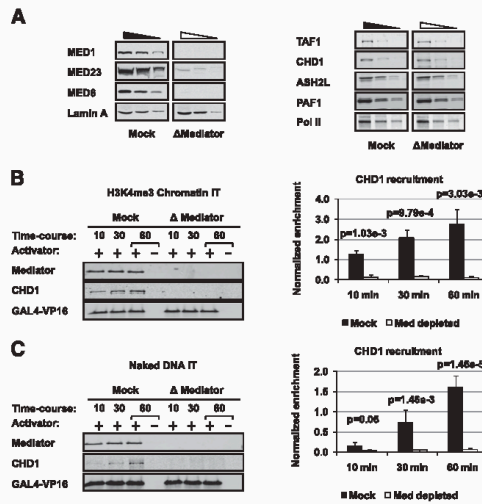 A
MED1
MED23
MED6
Lamin A
Mock
ΔMediator
TAF1
CHD1
ASH2L
PAF1
Pol II
Mock
ΔMediator
B
H3K4me3 Chromatin IT
Mock
Δ Mediator
Time-course: 10 30 60 10 30 60
Activator: + + + − + + + −
Mediator
CHD1
GAL4-VP16
CHD1 recruitment
Normalized enrichment
4.0
3.0
2.0
1.0
0.0
p=1.03e-3
p=9.79e-4
p=3.03e-3
10 min
30 min
60 min
Mock
Med depleted
C
Naked DNA IT
Mock
Δ Mediator
Time-course: 10 30 60 10 30 60
Activator: + + + − + + + −
Mediator
CHD1
GAL4-VP16
CHD1 recruitment
Normalized enrichment
2.0
1.5
1.0
0.5
0.0
p=0.06
p=1.46e-3
p=1.46e-5
10 min
30 min
60 min
Mock
Med depleted